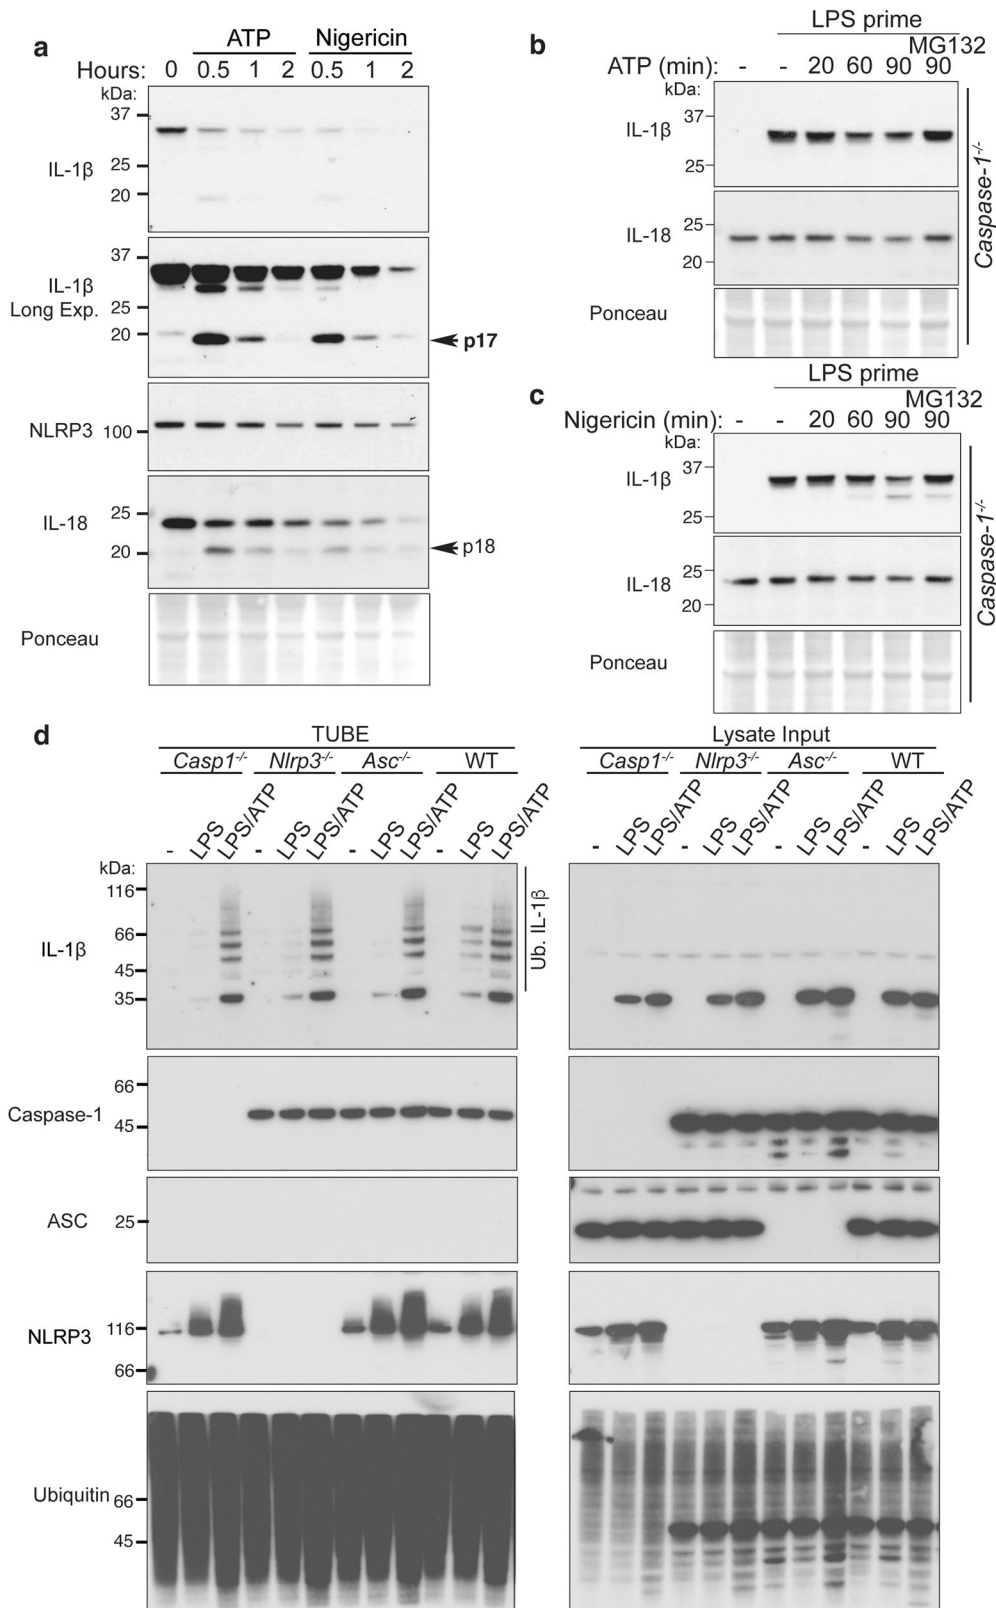 a
ATP Nigericin
Hours: 0 0.5 1 2 0.5 1 2
kDa:
37
IL-1β
25
20
37
IL-1β
Long Exp.
25
20
p17
NLRP3 100
25
IL-18
20
p18
Ponceau
b
LPS prime
MG132
ATP (min): - - 20 60 90 90
kDa:
37
IL-1β
25
25
IL-18
20
Ponceau
Caspase-1-/-
c
LPS prime
MG132
Nigericin (min): - - 20 60 90 90
kDa:
37
IL-1β
25
25
IL-18
20
Ponceau
Caspase-1-/-
d
TUBE Lysate Input
Casp1-/- Nlrp3-/- Asc-/- WT Casp1-/- Nlrp3-/- Asc-/- WT
- LPS LPS/ATP - LPS LPS/ATP - LPS LPS/ATP - LPS LPS/ATP - LPS LPS/ATP - LPS LPS/ATP - LPS LPS/ATP - LPS LPS/ATP
kDa:
116
66
IL-1β
45
35
Ub. IL-1β
66
Caspase-1
45
ASC 25
116
NLRP3
66
Ubiquitin 66
45